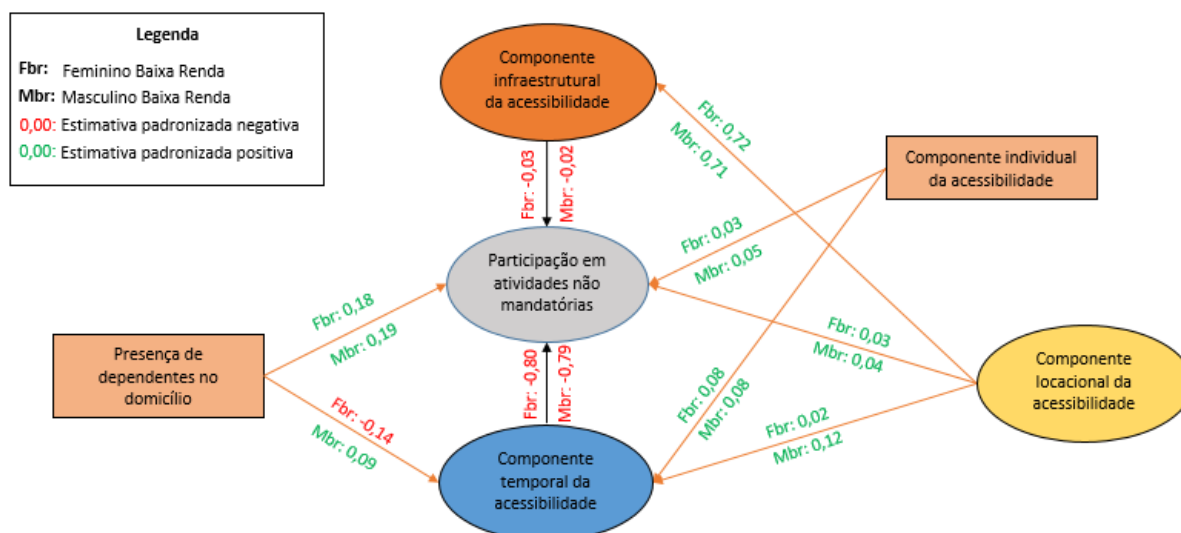 Legenda
Fbr: Feminino Baixa Renda
Mbr: Masculino Baixa Renda
0,00: Estimativa padronizada negativa
0,00: Estimativa padronizada positiva
Componente
infraestrutural
da acessibilidade
Fbr: 0,72
Mbr: 0,71
Componente individual
da acessibilidade
Fbr: -0,03
Mbr: -0,02
Fbr: 0,03
Mbr: 0,05
Participação em
atividades não
mandatórias
Fbr: 0,18
Mbr: 0,19
Fbr: 0,03
Mbr: 0,04
Presença de
dependentes no
domicílio
Fbr: -0,80
Mbr: -0,79
Fbr: 0,08
Mbr: 0,08
Componente
locacional da
acessibilidade
Fbr: -0,14
Mbr: 0,09
Fbr: 0,02
Mbr: 0,12
Componente
temporal da
acessibilidade